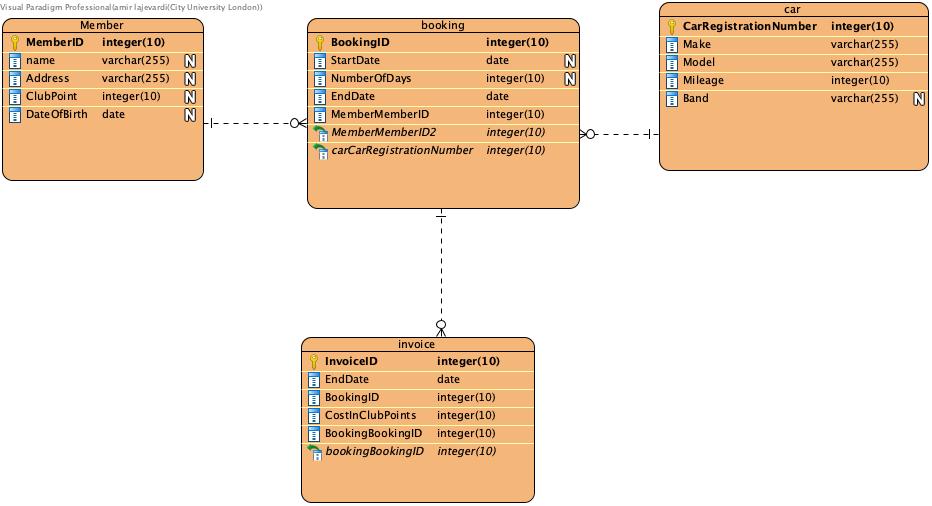 Visual Paradigm Professional(amir lajevardi(City University London))
Member
MemberID integer(10)
name varchar(255) N
Address varchar(255) N
ClubPoint integer(10) N
DateOfBirth date N
booking
BookingID integer(10)
StartDate date N
NumberOfDays integer(10) N
EndDate date
MemberMemberID integer(10)
MemberMemberID2 integer(10)
carCarRegistrationNumber integer(10)
car
CarRegistrationNumber integer(10)
Make varchar(255)
Model varchar(255)
Mileage integer(10)
Band varchar(255) N
invoice
InvoiceID integer(10)
EndDate date
BookingID integer(10)
CostInClubPoints integer(10)
BookingBookingID integer(10)
bookingBookingID integer(10)